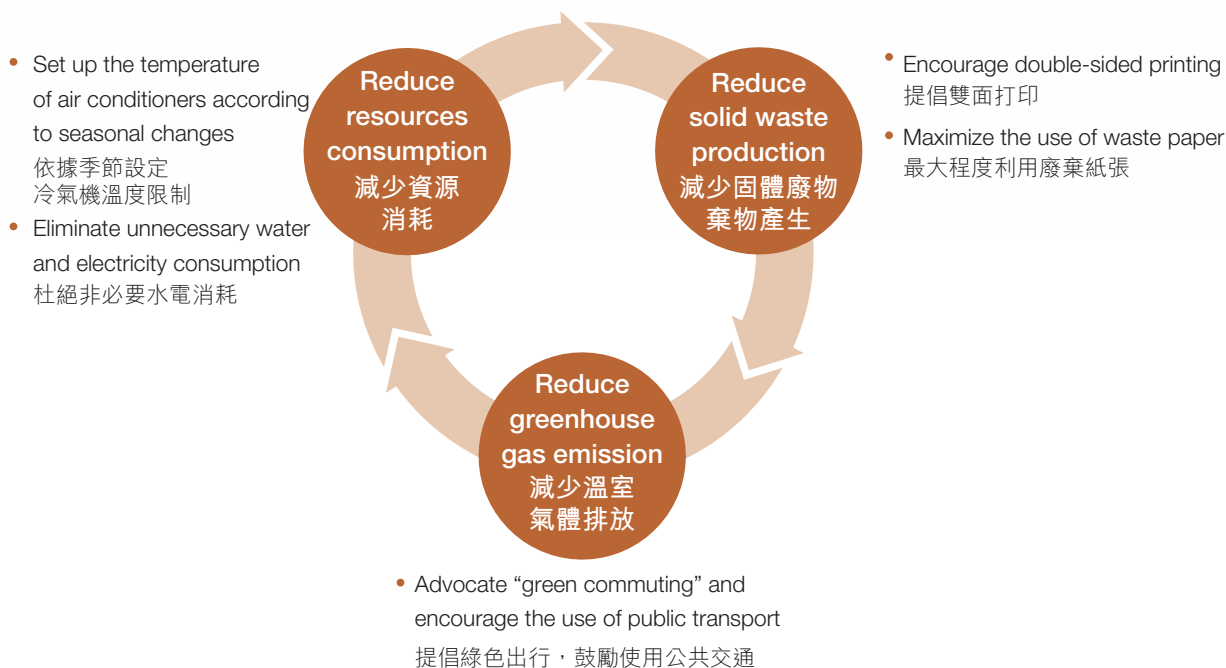 Reduce
resources
consumption
減少資源
消耗
• Set up the temperature
of air conditioners according
to seasonal changes
依據季節設定
冷氣機溫度限制
• Eliminate unnecessary water
and electricity consumption
杜絕非必要水電消耗
Reduce
solid waste
production
減少固體廢物
棄物產生
• Encourage double-sided printing
提倡雙面打印
• Maximize the use of waste paper
最大程度利用廢棄紙張
Reduce
greenhouse
gas emission
減少溫室
氣體排放
• Advocate “green commuting” and
encourage the use of public transport
提倡綠色出行，鼓勵使用公共交通